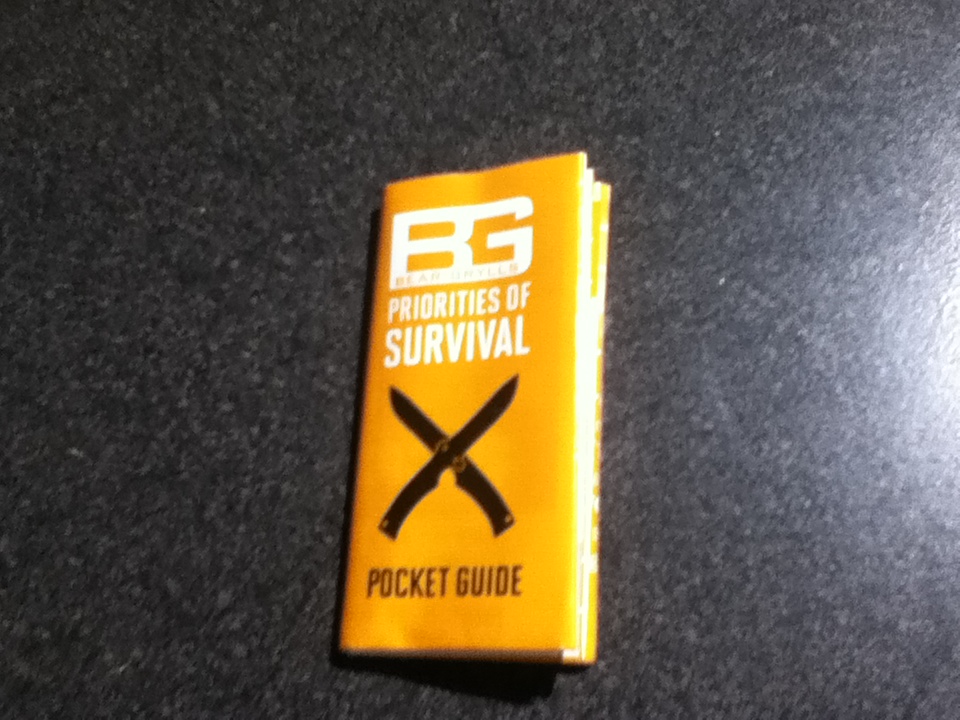 BG
BEAR GRYLLS
PRIORITIES OF
SURVIVAL
POCKET GUIDE